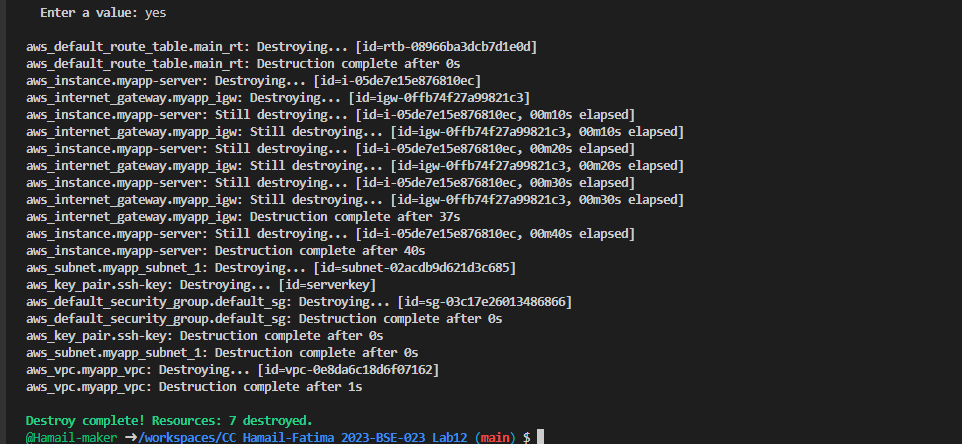 Enter a value: yes
aws_default_route_table.main_rt: Destroying... [id=rtb-08966ba3dcb7d1e0d]
aws_default_route_table.main_rt: Destruction complete after 0s
aws_instance.myapp-server: Destroying... [id=i-05de7e15e876810ec]
aws_internet_gateway.myapp_igw: Destroying... [id=igw-0ffb74f27a99821c3]
aws_instance.myapp-server: Still destroying... [id=i-05de7e15e876810ec, 00m10s elapsed]
aws_internet_gateway.myapp_igw: Still destroying... [id=igw-0ffb74f27a99821c3, 00m10s elapsed]
aws_instance.myapp-server: Still destroying... [id=i-05de7e15e876810ec, 00m20s elapsed]
aws_internet_gateway.myapp_igw: Still destroying... [id=igw-0ffb74f27a99821c3, 00m20s elapsed]
aws_instance.myapp-server: Still destroying... [id=i-05de7e15e876810ec, 00m30s elapsed]
aws_internet_gateway.myapp_igw: Still destroying... [id=igw-0ffb74f27a99821c3, 00m30s elapsed]
aws_internet_gateway.myapp_igw: Destruction complete after 37s
aws_instance.myapp-server: Still destroying... [id=i-05de7e15e876810ec, 00m40s elapsed]
aws_instance.myapp-server: Destruction complete after 40s
aws_subnet.myapp_subnet_1: Destroying... [id=subnet-02acdb9d621d3c685]
aws_key_pair.ssh-key: Destroying... [id=serverkey]
aws_default_security_group.default_sg: Destroying... [id=sg-03c17e26013486866]
aws_default_security_group.default_sg: Destruction complete after 0s
aws_key_pair.ssh-key: Destruction complete after 0s
aws_subnet.myapp_subnet_1: Destruction complete after 0s
aws_vpc.myapp_vpc: Destroying... [id=vpc-0e8da6c18d6f07162]
aws_vpc.myapp_vpc: Destruction complete after 1s
Destroy complete! Resources: 7 destroyed.
@Hamail-maker ➜/workspaces/CC_Hamail-Fatima_2023-BSE-023_Lab12 (main) $